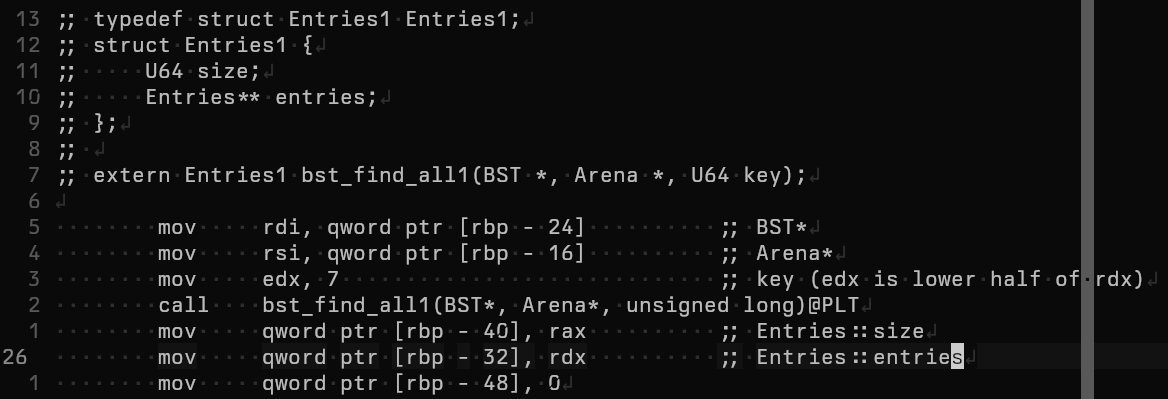 13 ;; typedef struct Entries1 Entries1;
12 ;; struct Entries1 {
11 ;;     U64 size;
10 ;;     Entries** entries;
9 ;; };
8 ;;
7 ;; extern Entries1 bst_find_all1(BST *, Arena *, U64 key);
6
5         mov     rdi, qword ptr [rbp - 24]          ;; BST*
4         mov     rsi, qword ptr [rbp - 16]          ;; Arena*
3         mov     edx, 7                             ;; key (edx is lower half of rdx)
2         call    bst_find_all1(BST*, Arena*, unsigned long)@PLT
1         mov     qword ptr [rbp - 40], rax          ;; Entries::size
26        mov     qword ptr [rbp - 32], rdx          ;; Entries::entries
1         mov     qword ptr [rbp - 48], 0